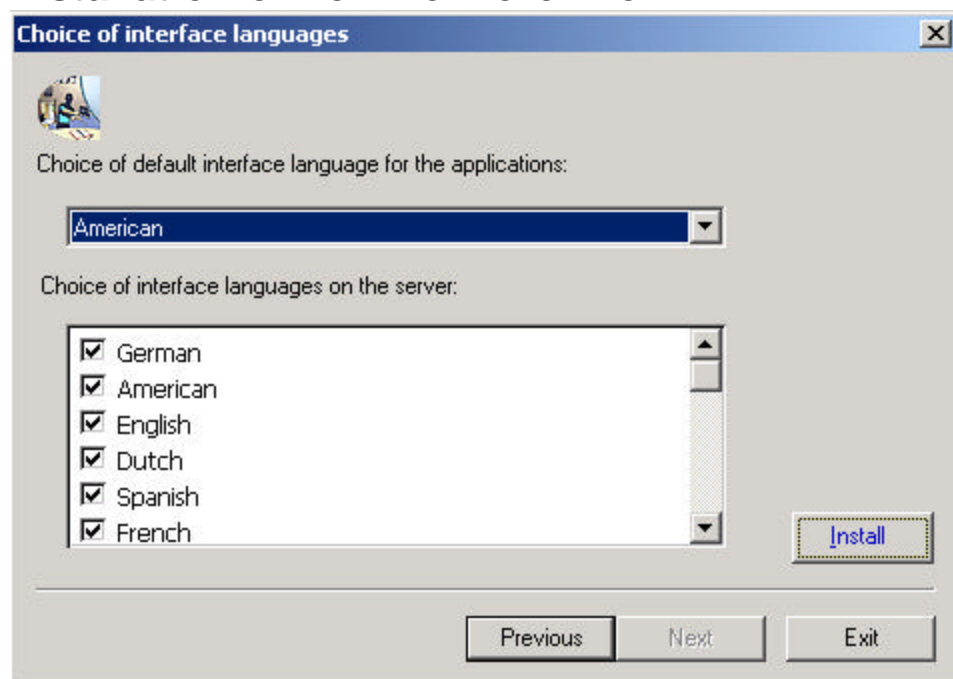 Choice of interface languages
Choice of default interface language for the applications:
American
Choice of interface languages on the server:
German
American
English
Dutch
Spanish
French
Install
Previous Next Exit